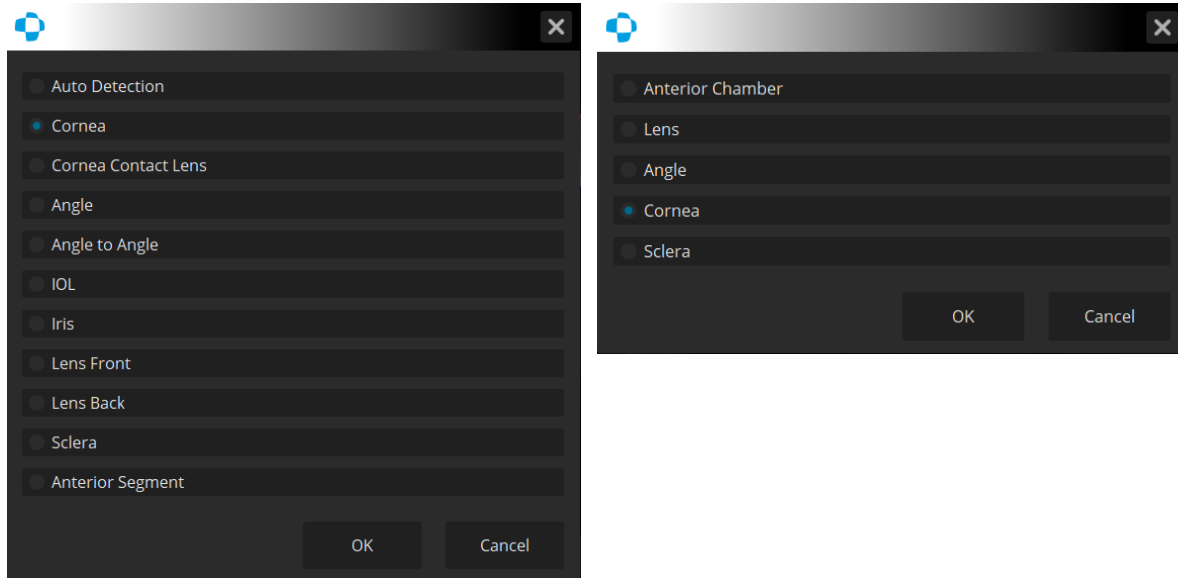 Auto Detection
Cornea
Cornea Contact Lens
Angle
Angle to Angle
IOL
Iris
Lens Front
Lens Back
Sclera
Anterior Segment
OK
Cancel
Anterior Chamber
Lens
Angle
Cornea
Sclera
OK
Cancel